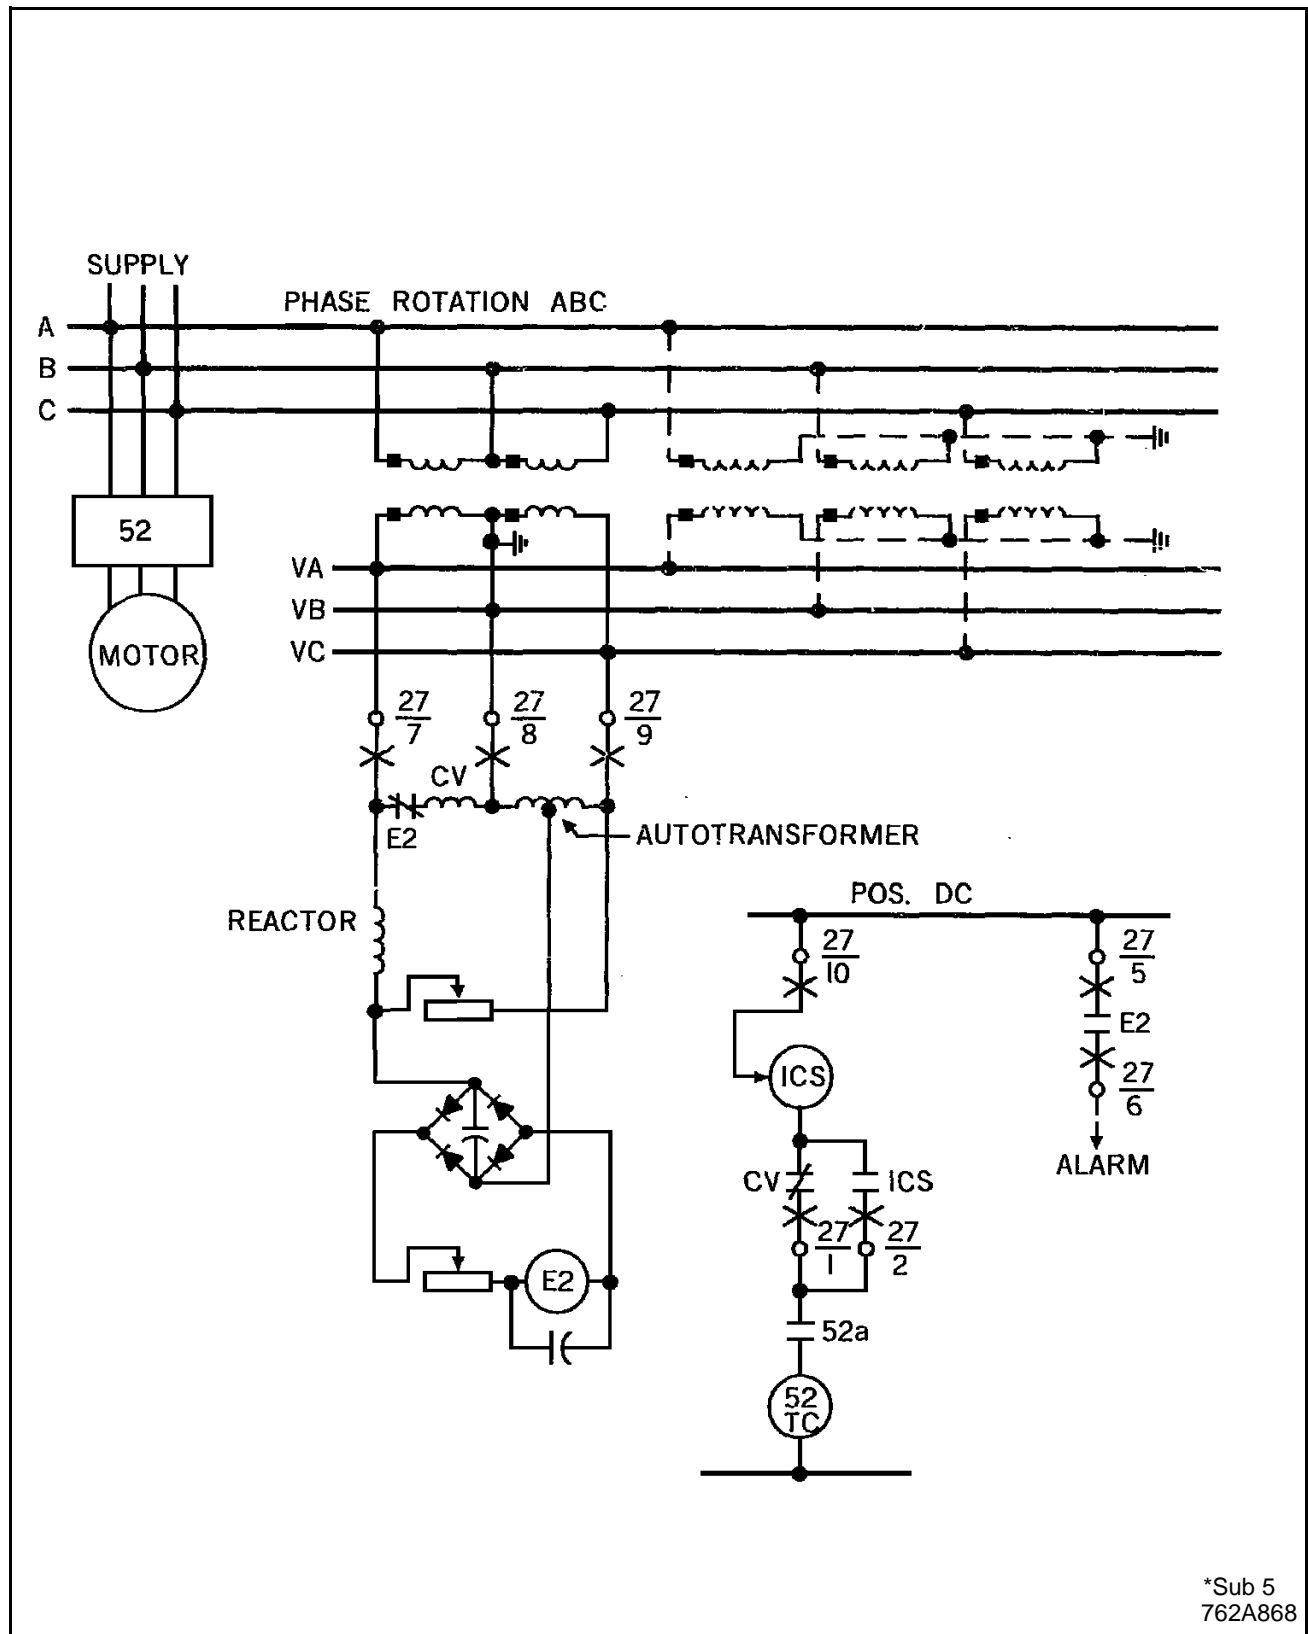 SUPPLY
PHASE ROTATION ABC
A
B
C
52
MOTOR
VA
VB
VC
27
7
27
8
27
9
CV
E2
AUTOTRANSFORMER
REACTOR
POS. DC
27
10
27
5
E2
ICS
27
6
ALARM
CV
ICS
27
1
27
2
E2
52a
52
TC
*Sub 5
762A868